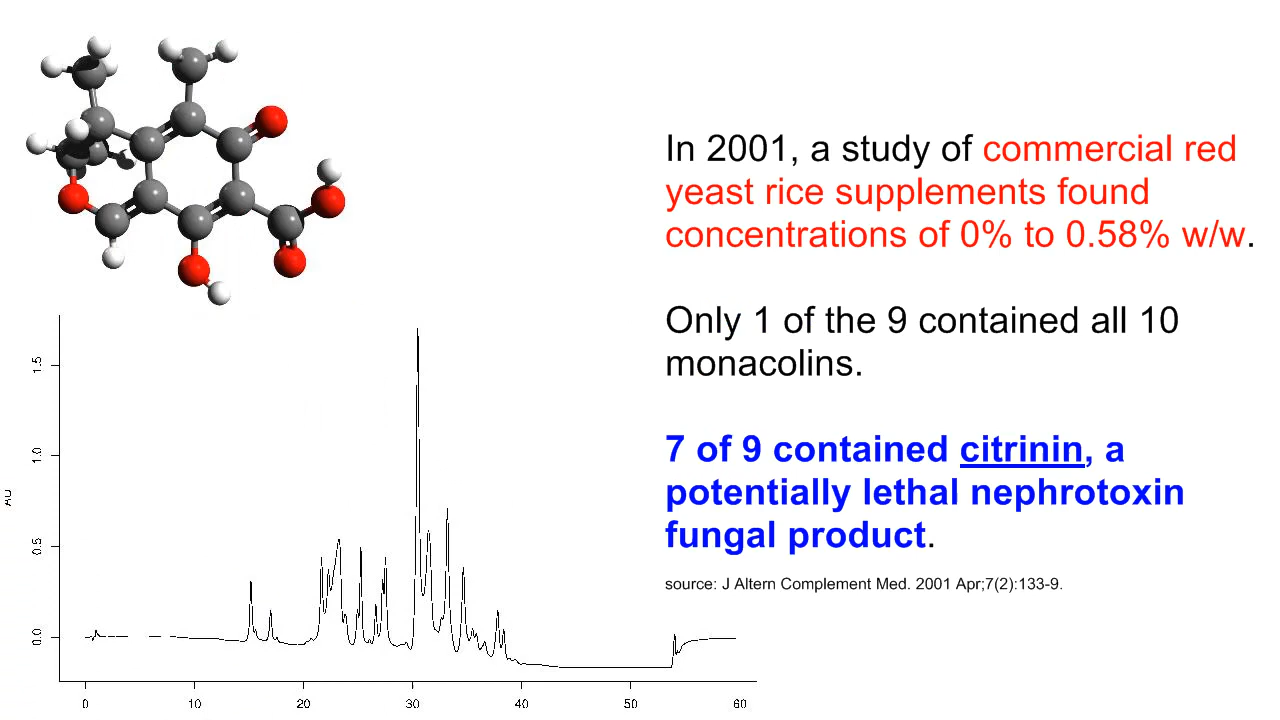 In 2001, a study of commercial red
yeast rice supplements found
concentrations of 0% to 0.58% w/w.
Only 1 of the 9 contained all 10
monacolins.
7 of 9 contained citrinin, a
potentially lethal nephrotoxin
fungal product.
source: J Altern Complement Med. 2001 Apr;7(2):133-9.
1.5
1.0
0.5
0.0
0 10 20 30 40 50 60